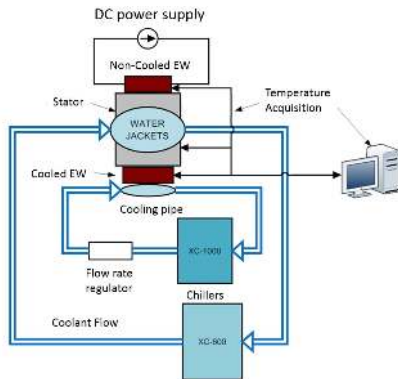 DC power supply
Non-Cooled EW
Stator
Temperature
Acquisition
WATER
JACKETS
Cooled EW
Cooling pipe
XC-1000
Flow rate
regulator
Chillers
Coolant Flow
XC-600